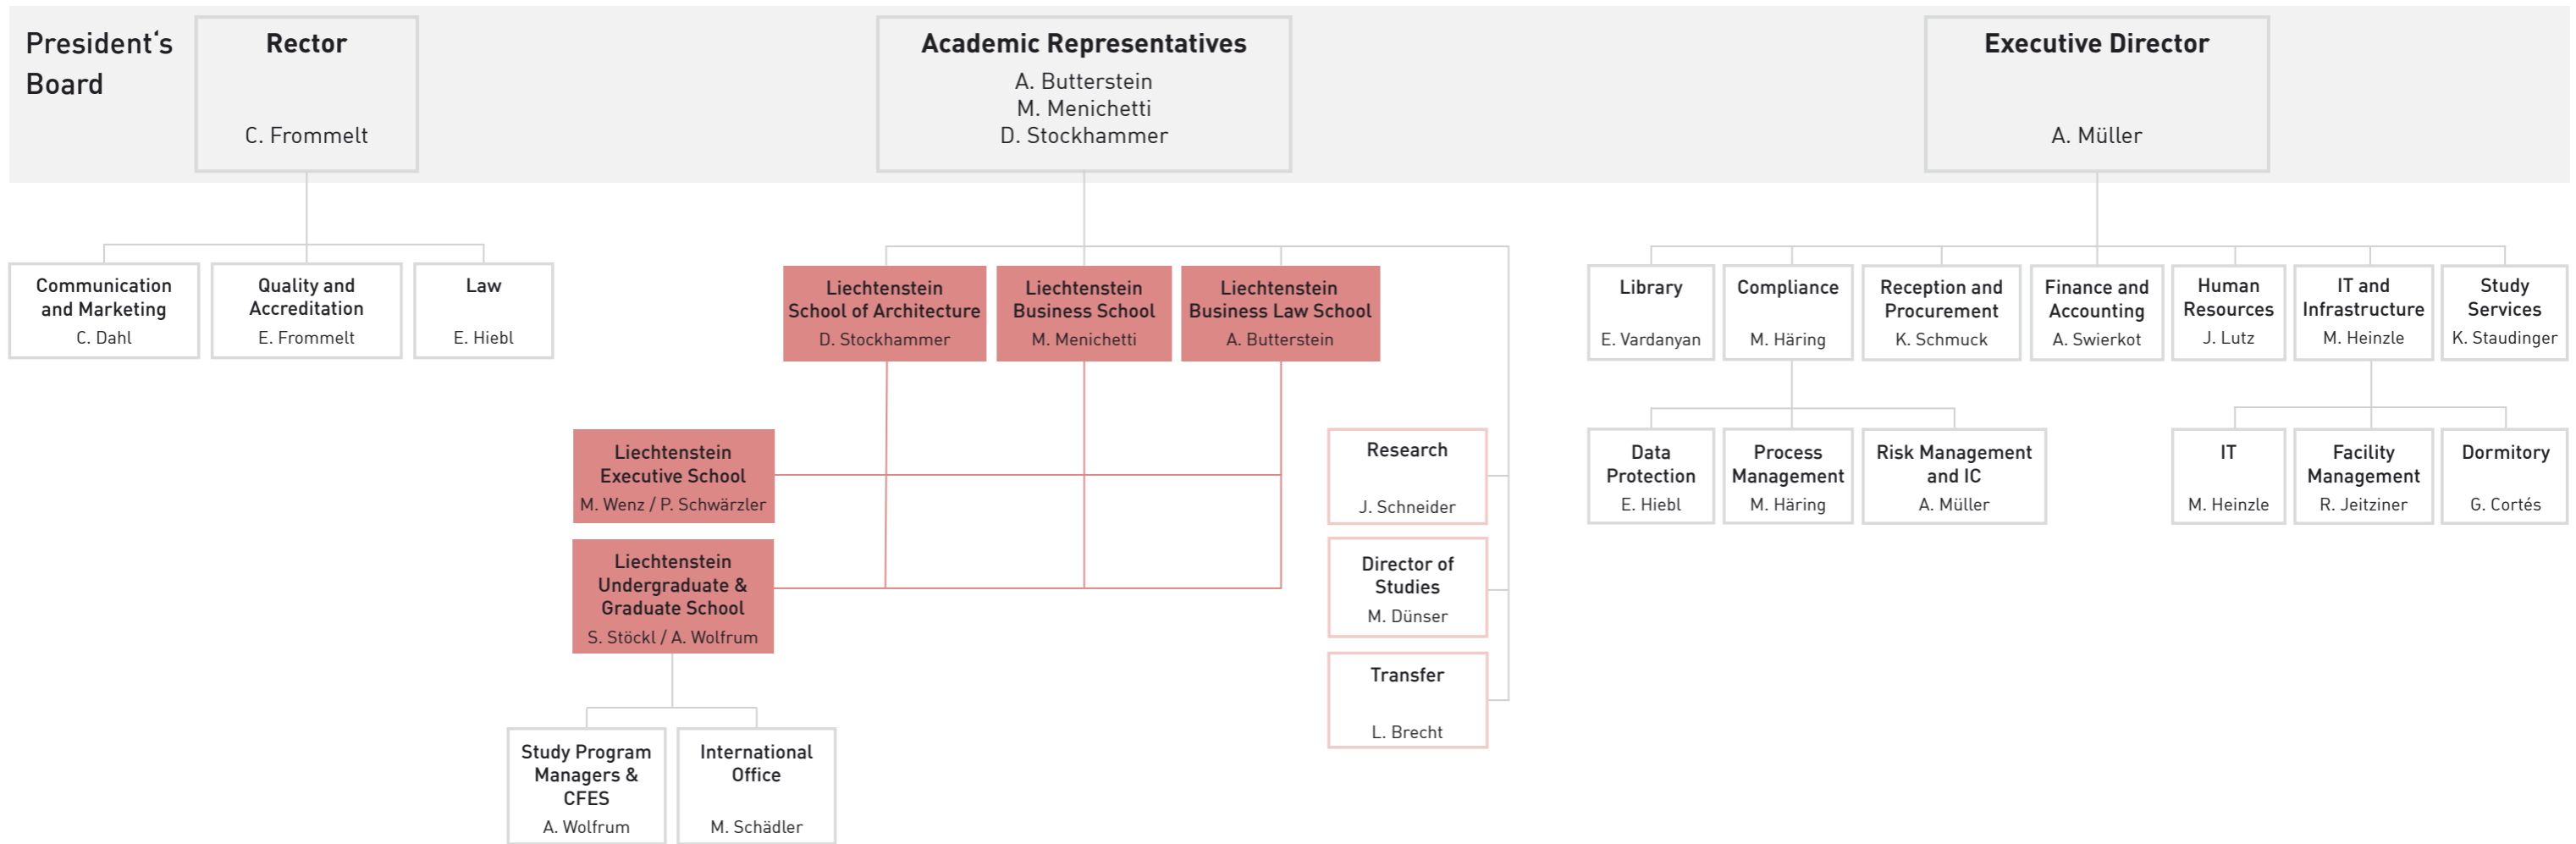 President‘s
Board
Rector
C. Frommelt
Academic Representatives
A. Butterstein
M. Menichetti
D. Stockhammer
Executive Director
A. Müller
Communication
and Marketing
C. Dahl
Quality and
Accreditation
E. Frommelt
Law
E. Hiebl
Liechtenstein
School of Architecture
D. Stockhammer
Liechtenstein
Business School
M. Menichetti
Liechtenstein
Business Law School
A. Butterstein
Library
E. Vardanyan
Compliance
M. Häring
Reception and
Procurement
K. Schmuck
Finance and
Accounting
A. Swierkot
Human
Resources
J. Lutz
IT and
Infrastructure
M. Heinzle
Study
Services
K. Staudinger
Liechtenstein
Executive School
M. Wenz / P. Schwärzler
Research
J. Schneider
Data
Protection
E. Hiebl
Process
Management
M. Häring
Risk Management
and IC
A. Müller
IT
M. Heinzle
Facility
Management
R. Jeitziner
Dormitory
G. Cortés
Liechtenstein
Undergraduate &
Graduate School
S. Stöckl / A. Wolfrum
Director of
Studies
M. Dünser
Transfer
L. Brecht
Study Program
Managers &
CFES
A. Wolfrum
International
Office
M. Schädler